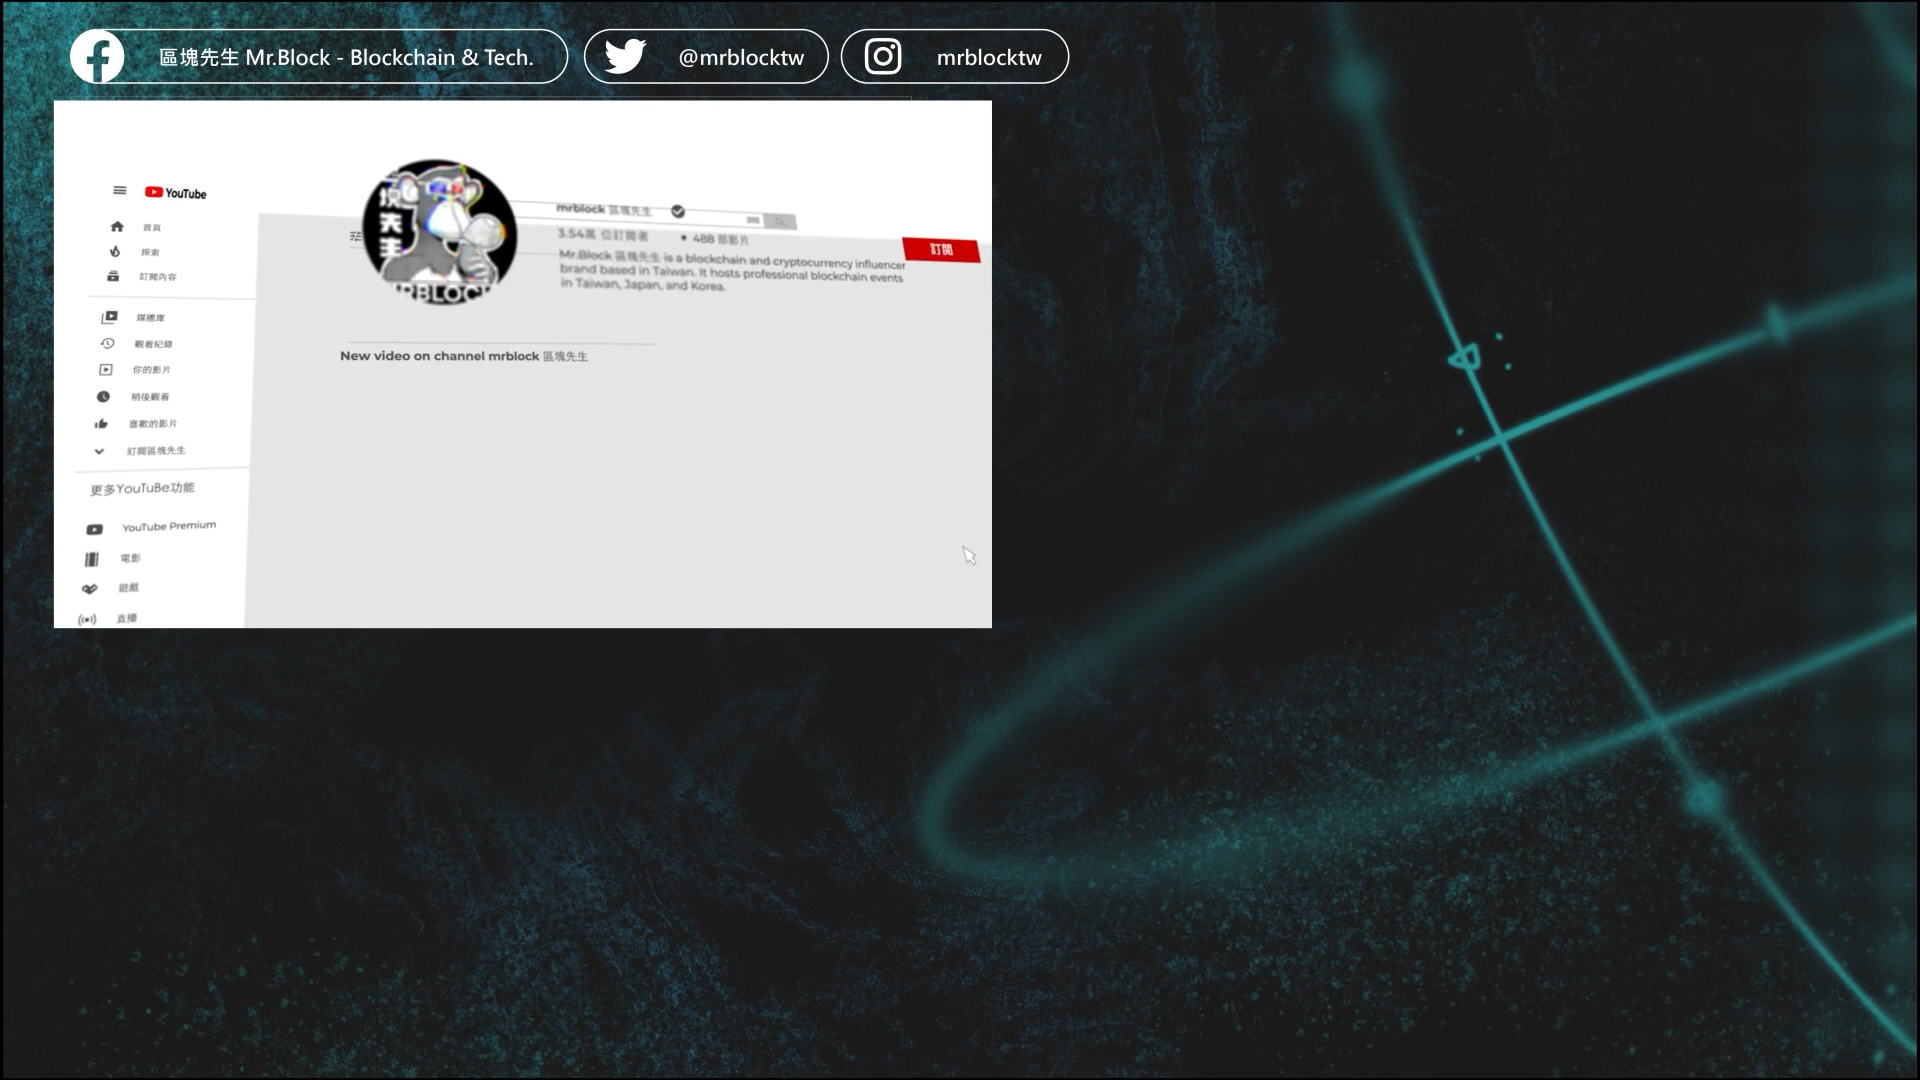 區塊先生 Mr.Block - Blockchain & Tech.
@mrblocktw
mrblocktw
YouTube
首頁
探索
訂閱內容
媒體庫
觀看紀錄
你的影片
稍後觀看
喜歡的影片
訂閱區塊先生
更多YouTuBe功能
YouTube Premium
電影
遊戲
直播
塊先生
MRBLOCK
mrblock 區塊先生
3.54萬 位訂閱者 • 488 部影片
Mr.Block 區塊先生 is a blockchain and cryptocurrency influencer
brand based in Taiwan. It hosts professional blockchain events
in Taiwan, Japan, and Korea.
訂閱
New video on channel mrblock 區塊先生